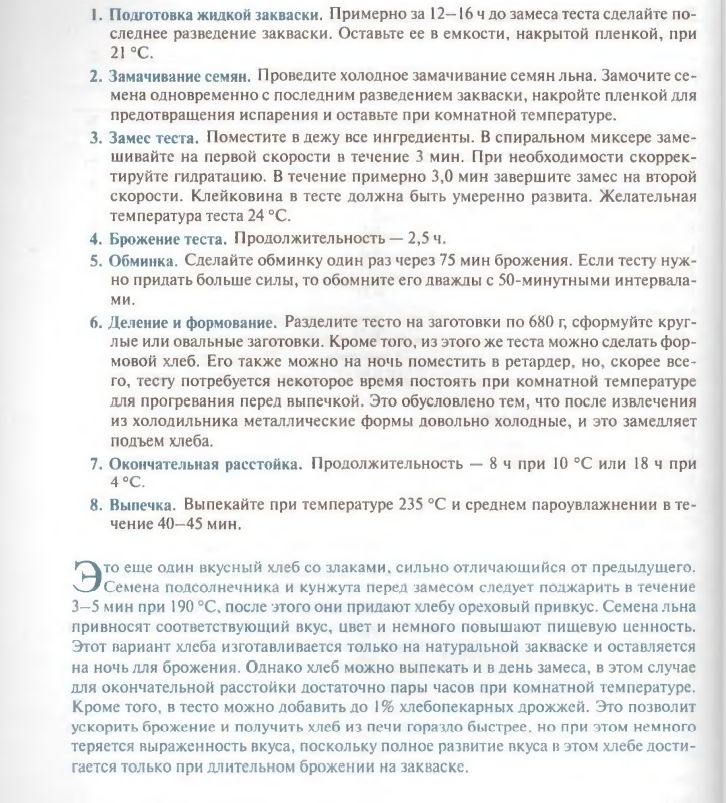 1. Подготовка жидкой закваски. Примерно за 12—16 ч до замеса теста сделайте по-
следнее разведение закваски. Оставьте ее в емкости, накрытой пленкой, при
21 °С.
2. Замачивание семян. Проведите холодное замачивание семян льна. Замочите се-
мена одновременно с последним разведением закваски, накройте пленкой для
предотвращения испарения и оставьте при комнатной температуре.
3. Замес теста. Поместите в дежу все ингредиенты. В спиральном миксере заме-
шивайте на первой скорости в течение 3 мин. При необходимости скоррек-
тируйте гидратацию. В течение примерно 3,0 мин завершите замес на второй
скорости. Клейковина в тесте должна быть умеренно развита. Желательная
температура теста 24 °С.
4. Брожение теста. Продолжительность — 2,5 ч.
5. Обминка. Сделайте обминку один раз через 75 мин брожения. Если тесту нуж-
но придать больше силы, то обомните его дважды с 50-минутными интервала-
ми.
6. Деление и формование. Разделите тесто на заготовки по 680 г, сформуйте круг-
лые или овальные заготовки. Кроме того, из этого же теста можно сделать фор-
мовой хлеб. Его также можно на ночь поместить в ретардер, но, скорее все-
го, тесту потребуется некоторое время постоять при комнатной температуре
для прогревания перед выпечкой. Это обусловлено тем, что после извлечения
из холодильника металлические формы довольно холодные, и это замедляет
подъем хлеба.
7. Окончательная расстойка. Продолжительность — 8 ч при 10 °С или 18 ч при
4 °С.
8. Выпечка. Выпекайте при температуре 235 °С и среднем пароувлажнении в те-
чение 40—45 мин.
Это еще один вкусный хлеб со злаками, сильно отличающийся от предыдущего.
Семена подсолнечника и кунжута перед замесом следует поджарить в течение
3—5 мин при 190 °С, после этого они придают хлебу ореховый привкус. Семена льна
привносят соответствующий вкус, цвет и немного повышают пищевую ценность.
Этот вариант хлеба изготавливается только на натуральной закваске и оставляется
на ночь для брожения. Однако хлеб можно выпекать и в день замеса, в этом случае
для окончательной расстойки достаточно пары часов при комнатной температуре.
Кроме того, в тесто можно добавить до 1% хлебопекарных дрожжей. Это позволит
ускорить брожение и получить хлеб из печи гораздо быстрее, но при этом немного
теряется выраженность вкуса, поскольку полное развитие вкуса в этом хлебе дости-
гается только при длительном брожении на закваске.